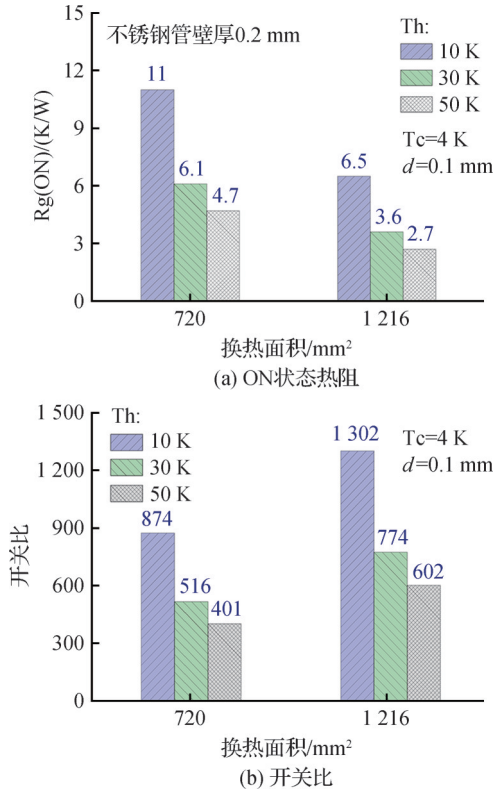 不锈钢管壁厚0.2 mm
Th:
10 K
30 K
50 K
Tc=4 K
d=0.1 mm
Rg(ON)/(K/W)
15
12
9
6
3
0
11
6.1
4.7
6.5
3.6
2.7
720
1 216
换热面积/mm²
(a) ON状态热阻
Th:
10 K
30 K
50 K
Tc=4 K
d=0.1 mm
开关比
1 500
1 200
900
600
300
0
874
516
401
1 302
774
602
720
1 216
换热面积/mm²
(b) 开关比